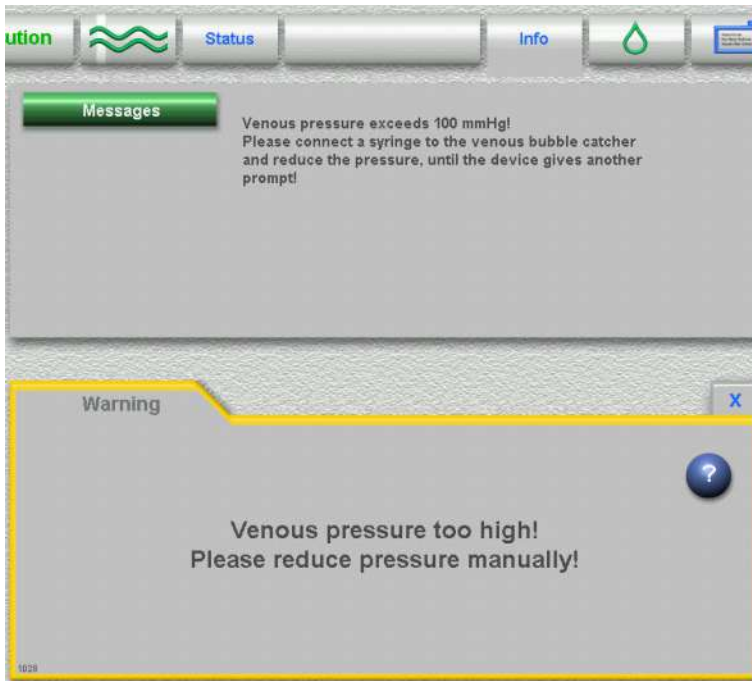 ution
Status
Info
Messages
Venous pressure exceeds 100 mmHg!
Please connect a syringe to the venous bubble catcher
and reduce the pressure, until the device gives another
prompt!
Warning
X
?
Venous pressure too high!
Please reduce pressure manually!
1029